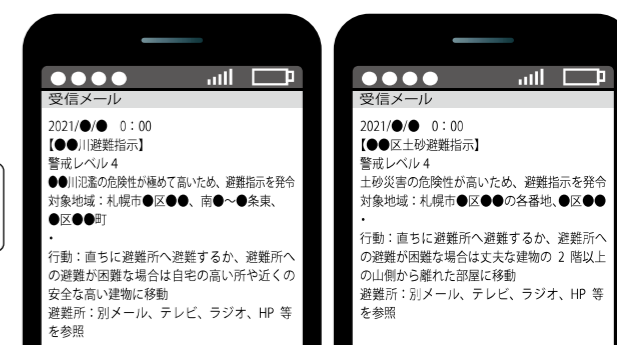 受信メール
2021/●/● 0：00
【●●川避難指示】
警戒レベル 4
●●川氾濫の危険性が極めて高いため、避難指示を発令
対象地域：札幌市●区●●、南●～●条東、
●区●●町
・
行動：直ちに避難所へ避難するか、避難所へ
の避難が困難な場合は自宅の高い所や近くの
安全な高い建物に移動
避難所：別メール、テレビ、ラジオ、HP 等
を参照
受信メール
2021/●/● 0：00
【●●区土砂避難指示】
警戒レベル 4
土砂災害の危険性が高いため、避難指示を発令
対象地域：札幌市●区●●の各番地、●区●●
・
行動：直ちに避難所へ避難するか、避難所へ
の避難が困難な場合は丈夫な建物の 2 階以上
の山側から離れた部屋に移動
避難所：別メール、テレビ、ラジオ、HP 等
を参照